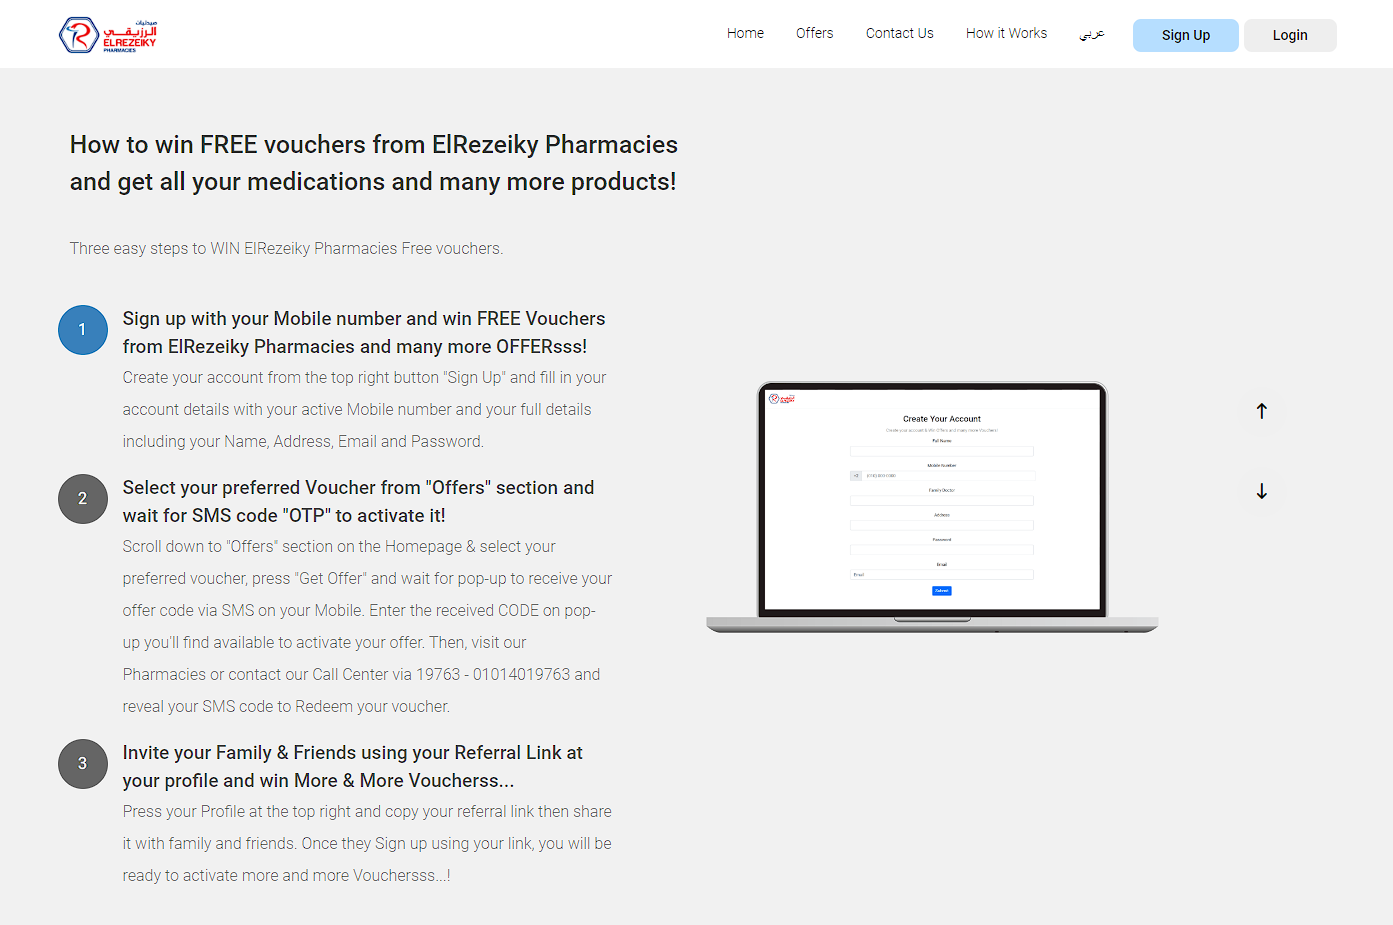 صيدليات
الرزيقي
ELREZEIKY
PHARMACIES
Home Offers Contact Us How it Works عربي Sign Up Login
How to win FREE vouchers from ElRezeiky Pharmacies
and get all your medications and many more products!
Three easy steps to WIN ElRezeiky Pharmacies Free vouchers.
1
Sign up with your Mobile number and win FREE Vouchers
from ElRezeiky Pharmacies and many more OFFERsss!
Create your account from the top right button "Sign Up" and fill in your
account details with your active Mobile number and your full details
including your Name, Address, Email and Password.
2
Select your preferred Voucher from "Offers" section and
wait for SMS code "OTP" to activate it!
Scroll down to "Offers" section on the Homepage & select your
preferred voucher, press "Get Offer" and wait for pop-up to receive your
offer code via SMS on your Mobile. Enter the received CODE on pop-
up you'll find available to activate your offer. Then, visit our
Pharmacies or contact our Call Center via 19763 - 01014019763 and
reveal your SMS code to Redeem your voucher.
3
Invite your Family & Friends using your Referral Link at
your profile and win More & More Voucherss...
Press your Profile at the top right and copy your referral link then share
it with family and friends. Once they Sign up using your link, you will be
ready to activate more and more Vouchersss...!
Create Your Account
Create your account & Win Offers and many more Vouchers!
Full Name
Mobile Number
+2
Family Doctor
Address
Password
Email
Email
Submit